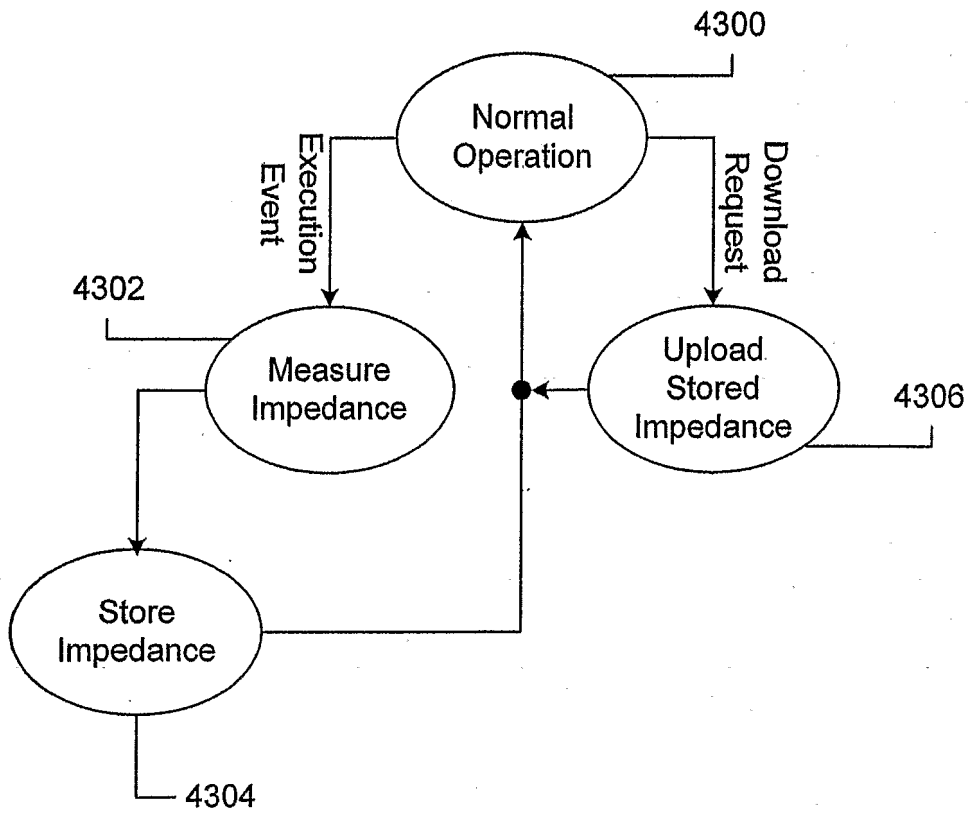 4300
Normal
Operation
Execution
Event
Download
Request
4302
Measure
Impedance
Upload
Stored
Impedance
4306
Store
Impedance
4304